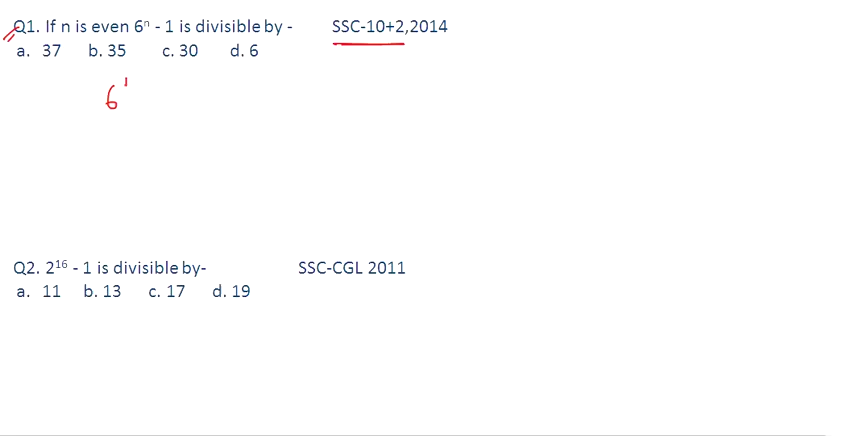 Q1. If n is even 6ⁿ - 1 is divisible by - SSC-10+2,2014
a. 37 b. 35 c. 30 d. 6
6'
Q2. 2¹⁶ - 1 is divisible by- SSC-CGL 2011
a. 11 b. 13 c. 17 d. 19